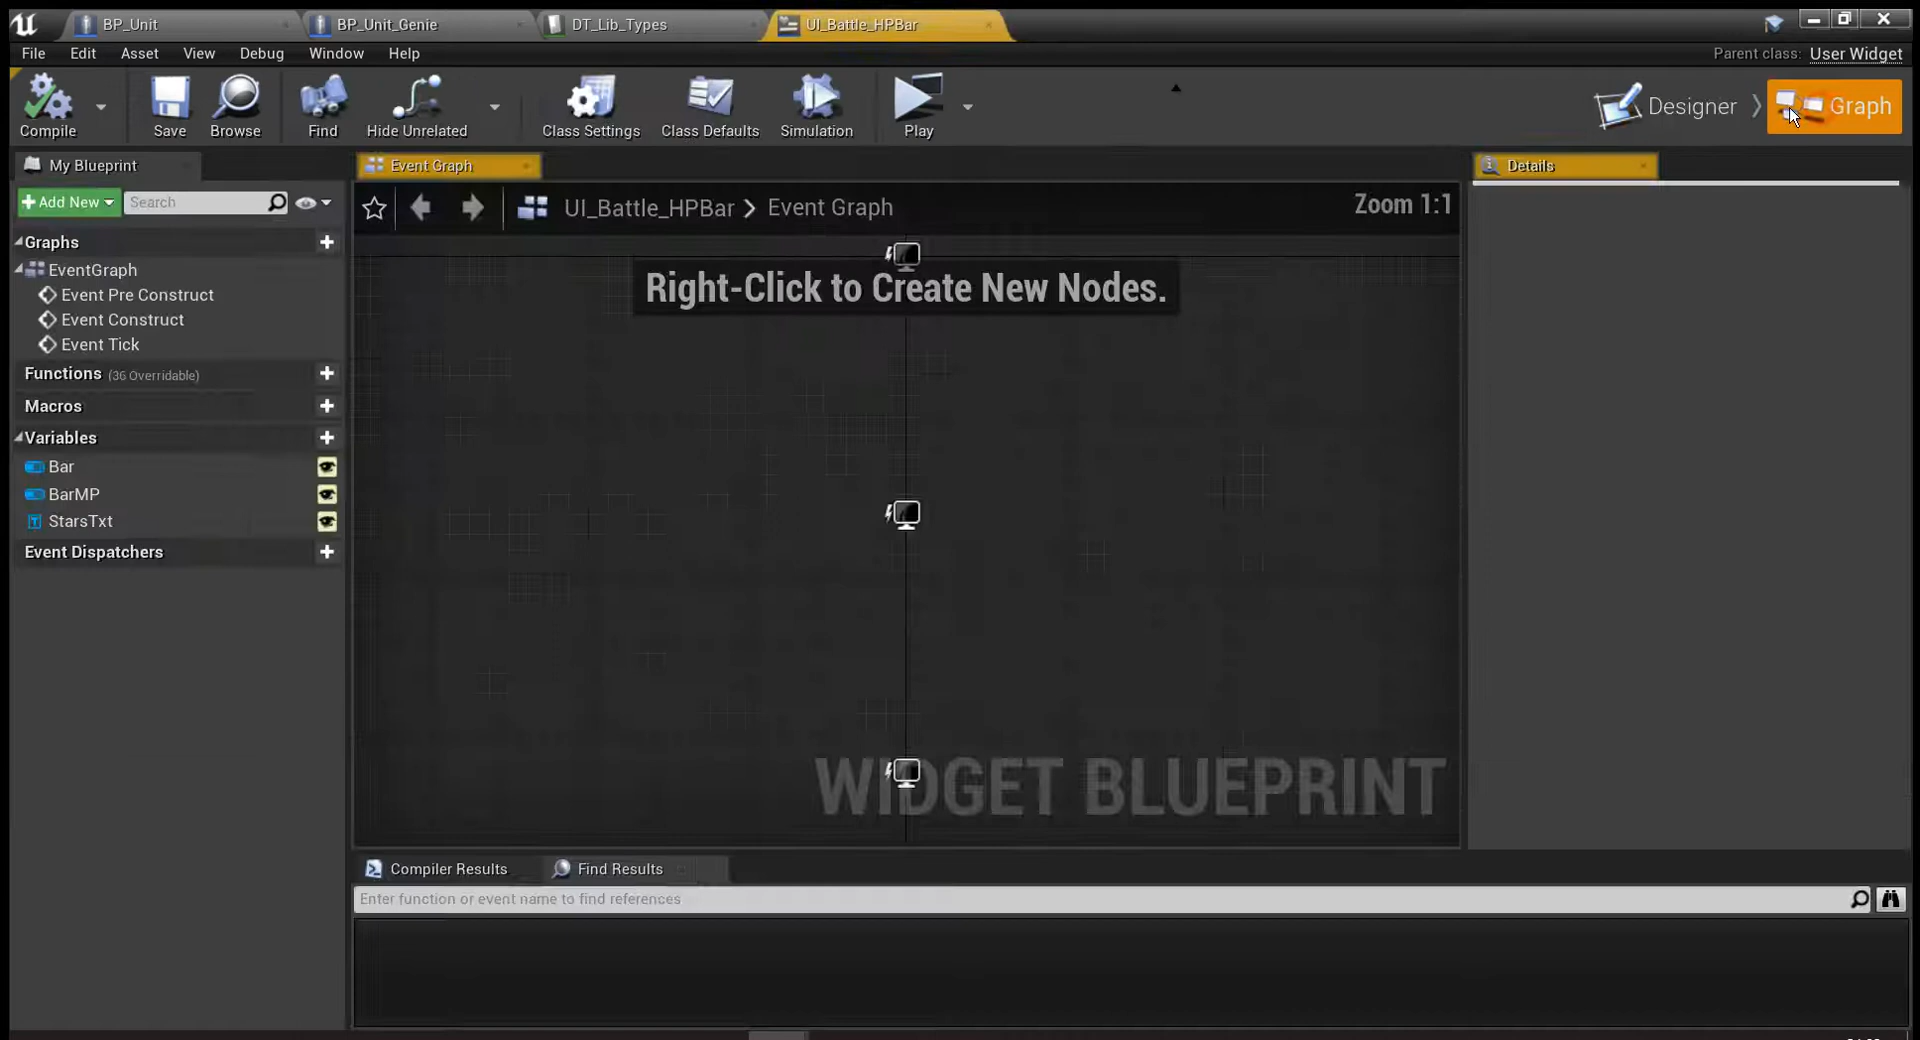 BP_Unit
BP_Unit_Genie
DT_Lib_Types
UI_Battle_HPBar
File Edit Asset View Debug Window Help
Parent class: User Widget
Compile
Save
Browse
Find
Hide Unrelated
Class Settings
Class Defaults
Simulation
Play
Designer
Graph
My Blueprint
Event Graph
Details
Add New
Search
UI_Battle_HPBar > Event Graph
Zoom 1:1
Graphs
EventGraph
Event Pre Construct
Event Construct
Event Tick
Functions (36 Overridable)
Macros
Variables
Bar
BarMP
StarsTxt
Event Dispatchers
Right-Click to Create New Nodes.
WIDGET BLUEPRINT
Compiler Results
Find Results
Enter function or event name to find references